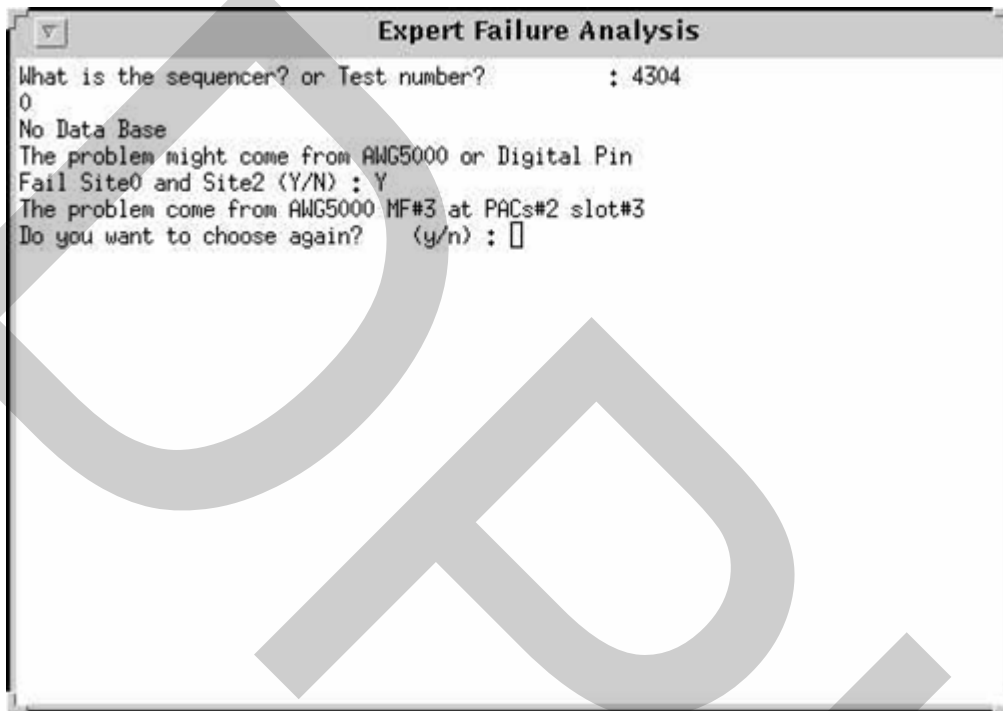 Expert Failure Analysis
What is the sequencer? or Test number? : 4304
0
No Data Base
The problem might come from AWG5000 or Digital Pin
Fail Site0 and Site2 (Y/N) : Y
The problem come from AWG5000 MF#3 at PACs#2 slot#3
Do you want to choose again? (y/n) :